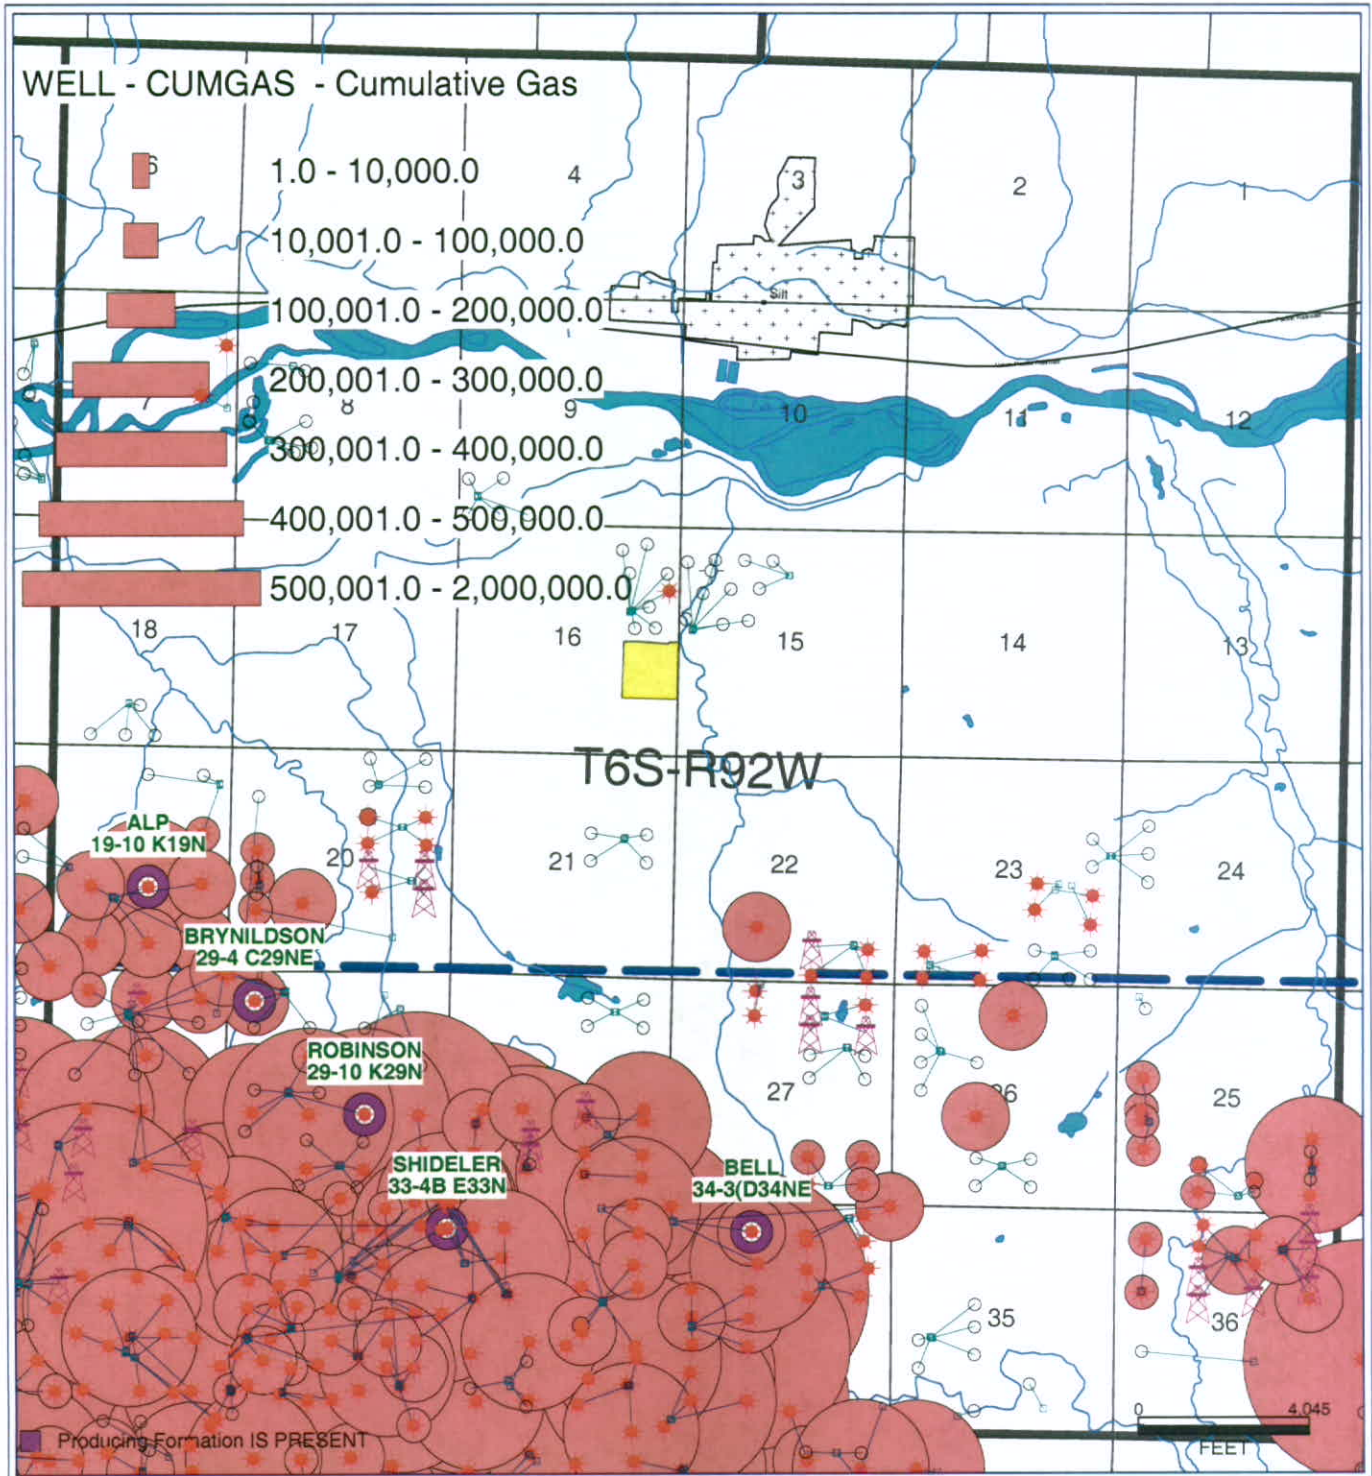 WELL - CUMGAS - Cumulative Gas
6
1.0 - 10,000.0
4
3
2
1
10,001.0 - 100,000.0
100,001.0 - 200,000.0
Silt
200,001.0 - 300,000.0
7
8
9
10
11
12
300,001.0 - 400,000.0
400,001.0 - 500,000.0
500,001.0 - 2,000,000.0
18
17
16
15
14
13
T6S-R92W
ALP
19-10 K19N
20
21
22
23
24
BRYNILDSON
29-4 C29NE
ROBINSON
29-10 K29N
27
26
25
SHIDELER
33-4B E33N
BELL
34-3(D34NE
35
36
0 4,045
FEET
Producing Formation IS PRESENT